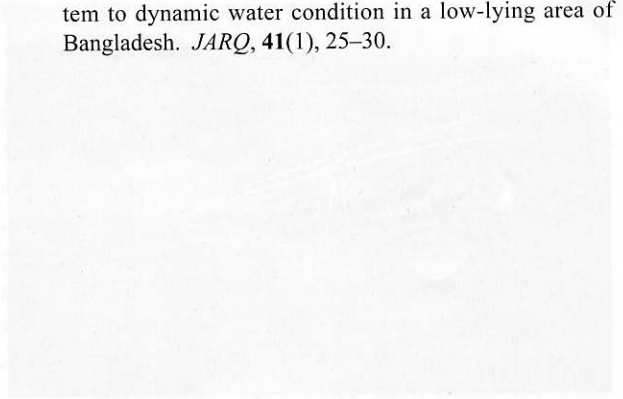 tem to dynamic water condition in a low-lying area of
Bangladesh. JARQ, 41(1), 25–30.